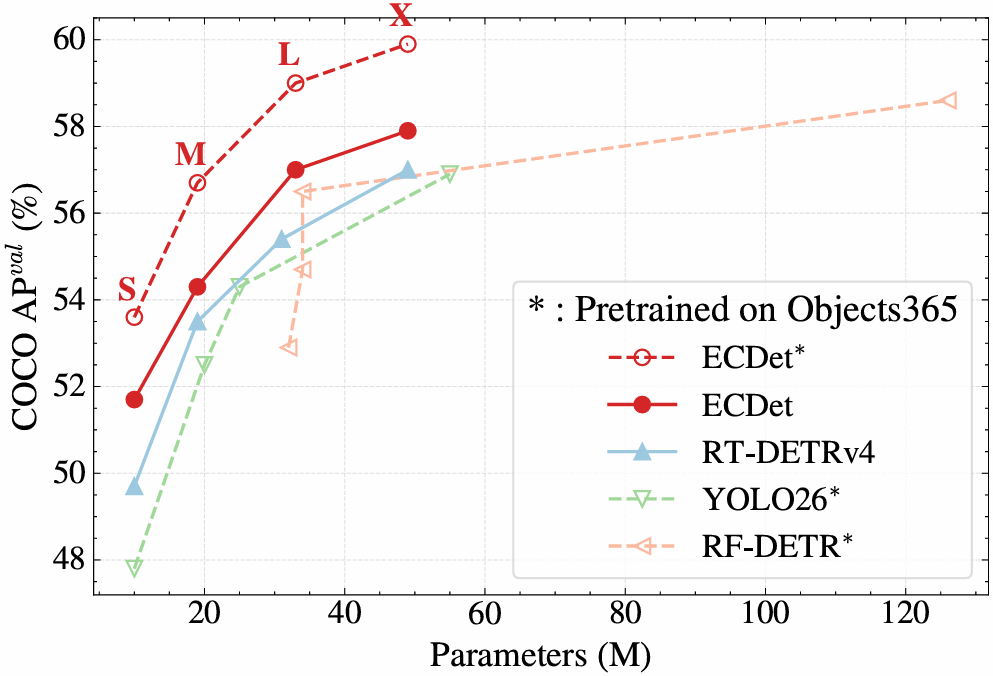 X
60
L
58
M
56
COCO AP^val (%)
54
S
* : Pretrained on Objects365
ECDet*
52
ECDet
RT-DETRv4
50
YOLO26*
RF-DETR*
48
20 40 60 80 100 120
Parameters (M)